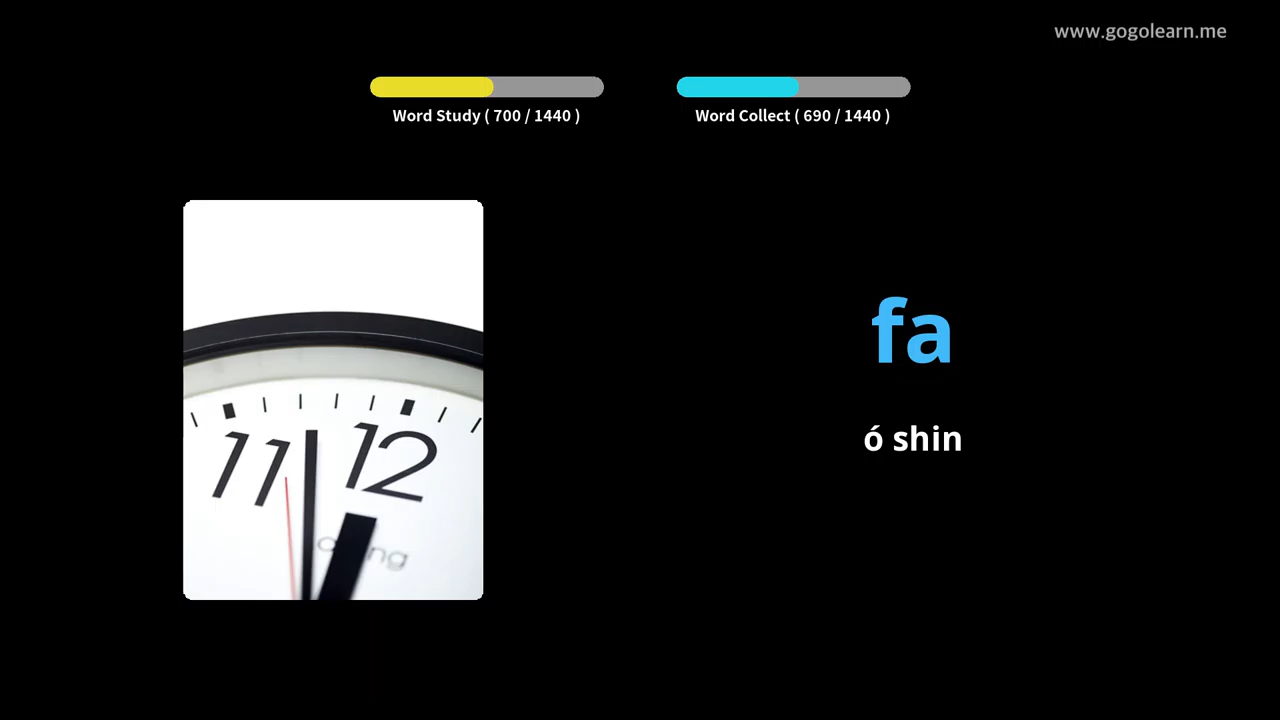 www.gogolearn.me
Word Study ( 700 / 1440 )
Word Collect ( 690 / 1440 )
fa
ó shin
11
12